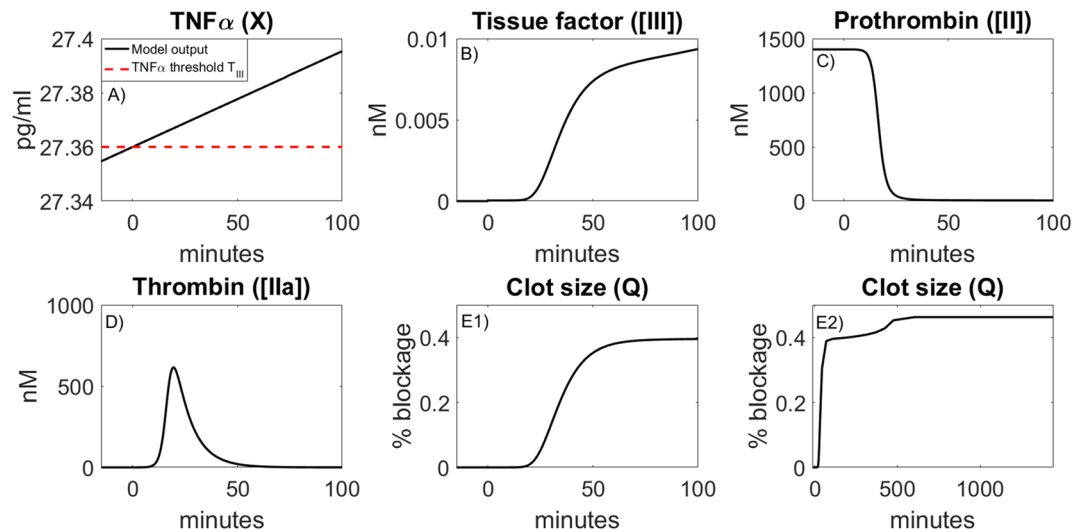 TNFα (X)
27.4
27.38
27.36
27.34
pg/ml
Model output
TNFα threshold T_III
A)
0
50
100
minutes
Tissue factor ([III])
0.01
0.005
0
nM
B)
0
50
100
minutes
Prothrombin ([II])
1500
1000
500
0
nM
C)
0
50
100
minutes
Thrombin ([IIa])
1000
500
0
nM
D)
0
50
100
minutes
Clot size (Q)
0.4
0.2
0
% blockage
E1)
0
50
100
minutes
Clot size (Q)
0.4
0.2
0
% blockage
E2)
0
500
1000
minutes